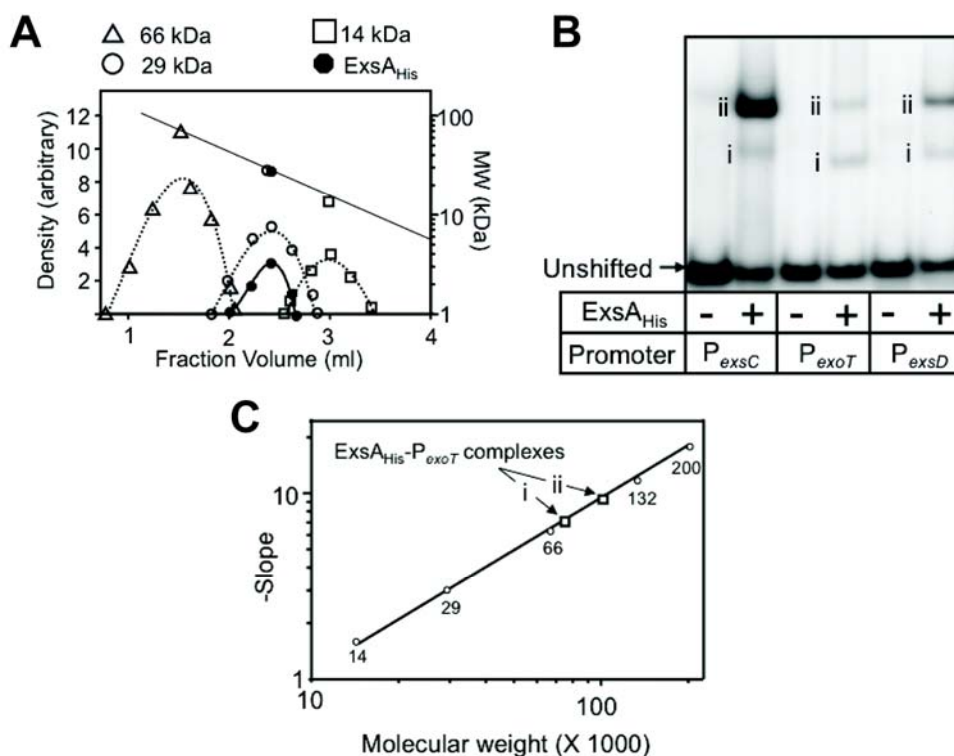 A
66 kDa
14 kDa
29 kDa
ExsAHis
12
10
8
6
4
2
Density (arbitrary)
100
10
1
MW (kDa)
1 2 3 4
Fraction Volume (ml)
B
ii ii ii
i i i
Unshifted
ExsAHis - + - + - +
Promoter PexsC PexoT PexsD
C
ExsAHis-PexoT complexes
i ii
10
1
-Slope
200
132
66
29
14
10 100
Molecular weight (X 1000)